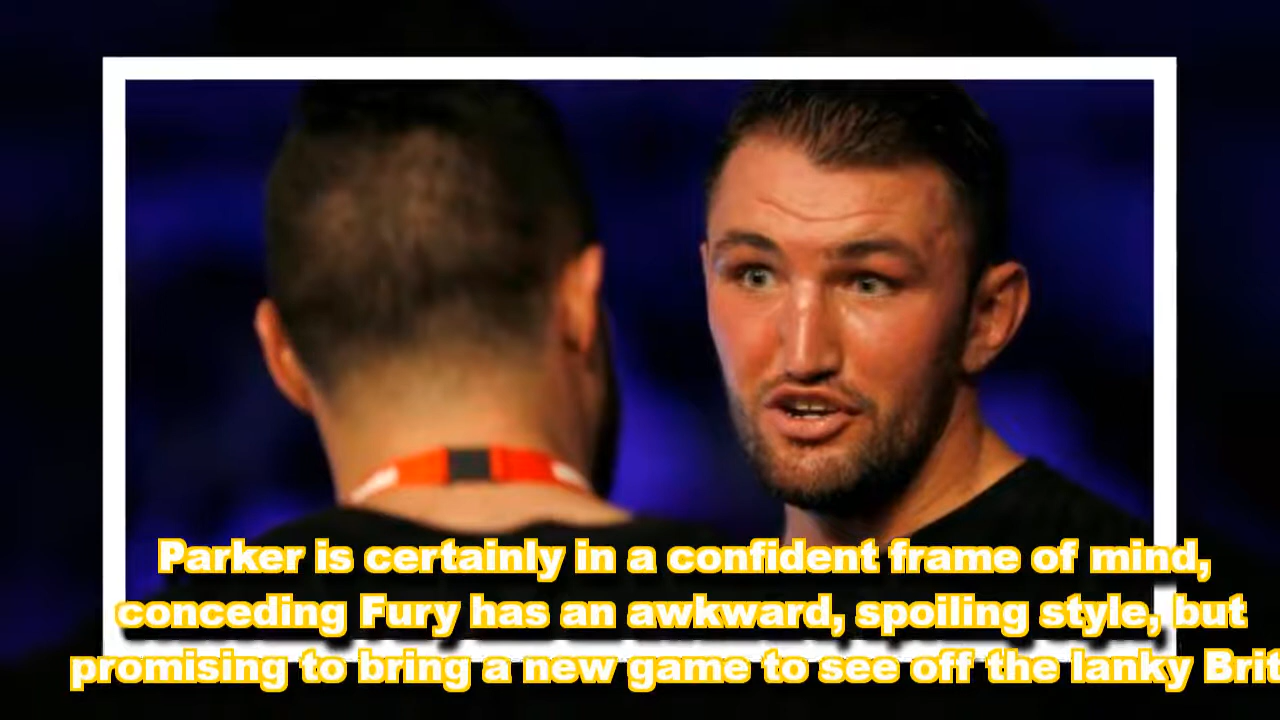 Parker is certainly in a confident frame of mind,
conceding Fury has an awkward, spoiling style, but
promising to bring a new game to see off the lanky Brit